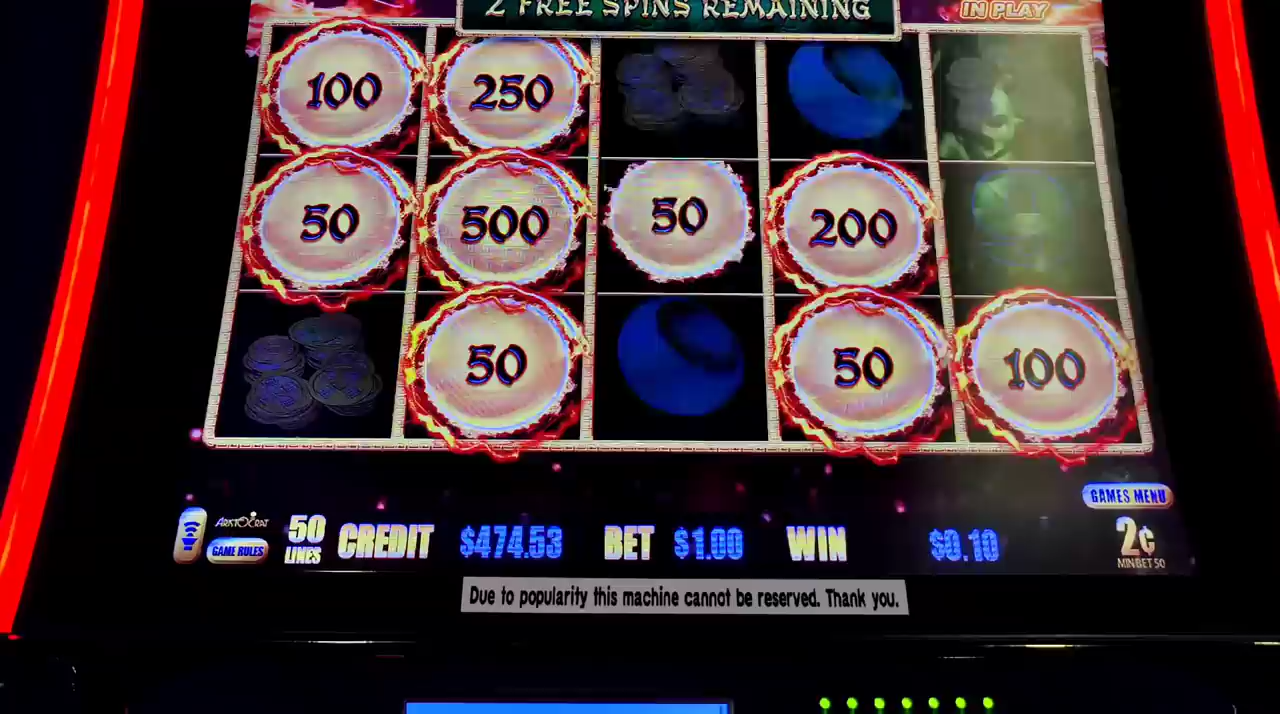 2 FREE SPINS REMAINING
IN PLAY
100 250
50 500 50 200
50 50 100
GAMES MENU
ARISTOCRAT
GAME RULES
50 LINES CREDIT $474.53 BET $1.00 WIN $0.10 2¢
MIN BET 50
Due to popularity this machine cannot be reserved. Thank you.